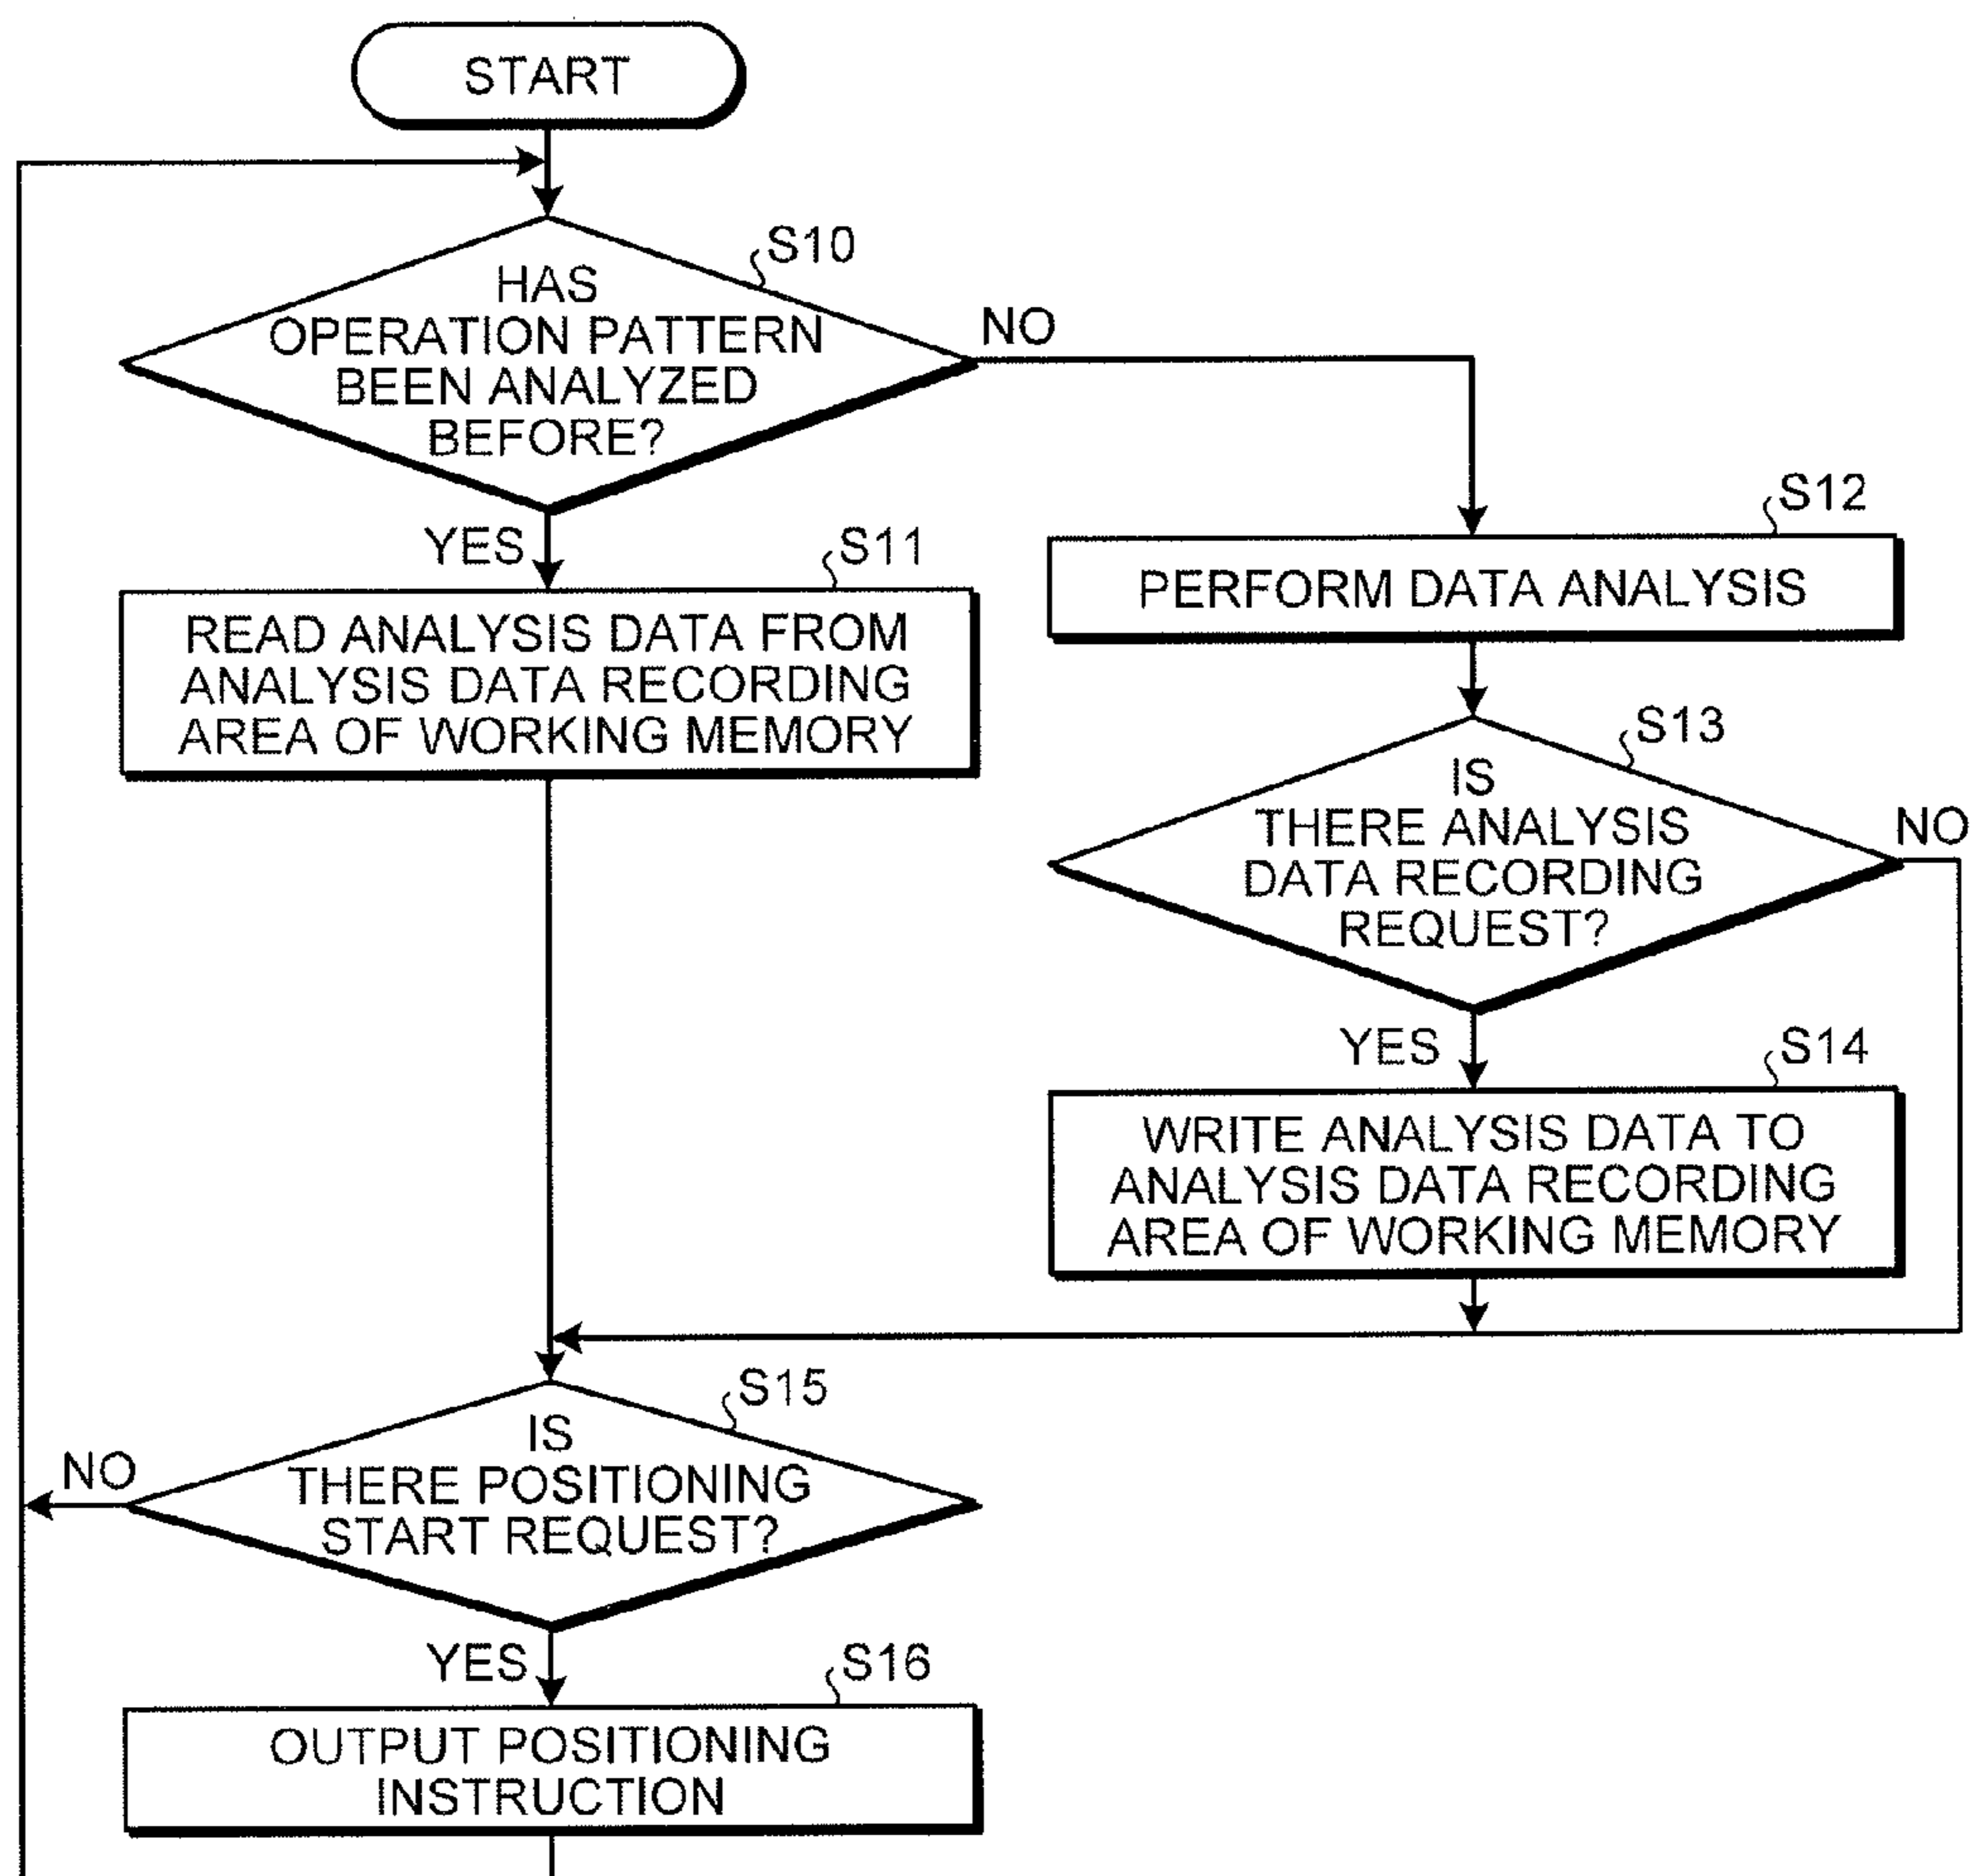 START
S10
HAS
OPERATION PATTERN
BEEN ANALYZED
BEFORE?
NO
YES
S11
READ ANALYSIS DATA FROM
ANALYSIS DATA RECORDING
AREA OF WORKING MEMORY
S12
PERFORM DATA ANALYSIS
S13
IS
THERE ANALYSIS
DATA RECORDING
REQUEST?
NO
YES
S14
WRITE ANALYSIS DATA TO
ANALYSIS DATA RECORDING
AREA OF WORKING MEMORY
S15
IS
THERE POSITIONING
START REQUEST?
NO
YES
S16
OUTPUT POSITIONING
INSTRUCTION